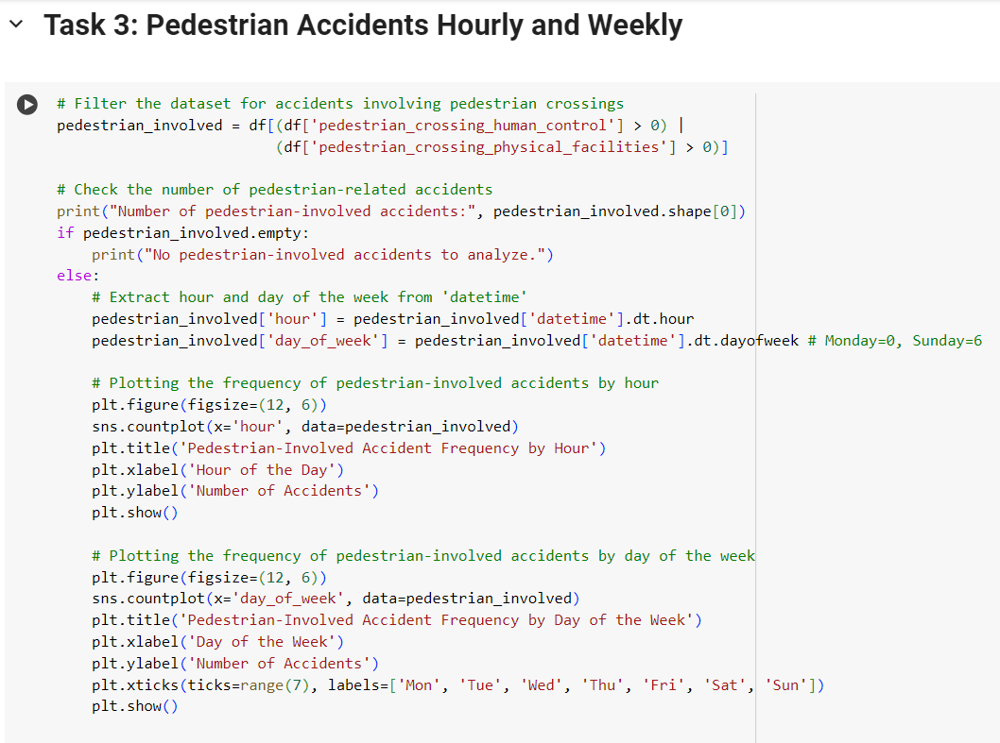 Task 3: Pedestrian Accidents Hourly and Weekly
# Filter the dataset for accidents involving pedestrian crossings
pedestrian_involved = df[(df['pedestrian_crossing_human_control'] > 0) |
                         (df['pedestrian_crossing_physical_facilities'] > 0)]

# Check the number of pedestrian-related accidents
print("Number of pedestrian-involved accidents:", pedestrian_involved.shape[0])
if pedestrian_involved.empty:
    print("No pedestrian-involved accidents to analyze.")
else:
    # Extract hour and day of the week from 'datetime'
    pedestrian_involved['hour'] = pedestrian_involved['datetime'].dt.hour
    pedestrian_involved['day_of_week'] = pedestrian_involved['datetime'].dt.dayofweek # Monday=0, Sunday=6

    # Plotting the frequency of pedestrian-involved accidents by hour
    plt.figure(figsize=(12, 6))
    sns.countplot(x='hour', data=pedestrian_involved)
    plt.title('Pedestrian-Involved Accident Frequency by Hour')
    plt.xlabel('Hour of the Day')
    plt.ylabel('Number of Accidents')
    plt.show()

    # Plotting the frequency of pedestrian-involved accidents by day of the week
    plt.figure(figsize=(12, 6))
    sns.countplot(x='day_of_week', data=pedestrian_involved)
    plt.title('Pedestrian-Involved Accident Frequency by Day of the Week')
    plt.xlabel('Day of the Week')
    plt.ylabel('Number of Accidents')
    plt.xticks(ticks=range(7), labels=['Mon', 'Tue', 'Wed', 'Thu', 'Fri', 'Sat', 'Sun'])
    plt.show()